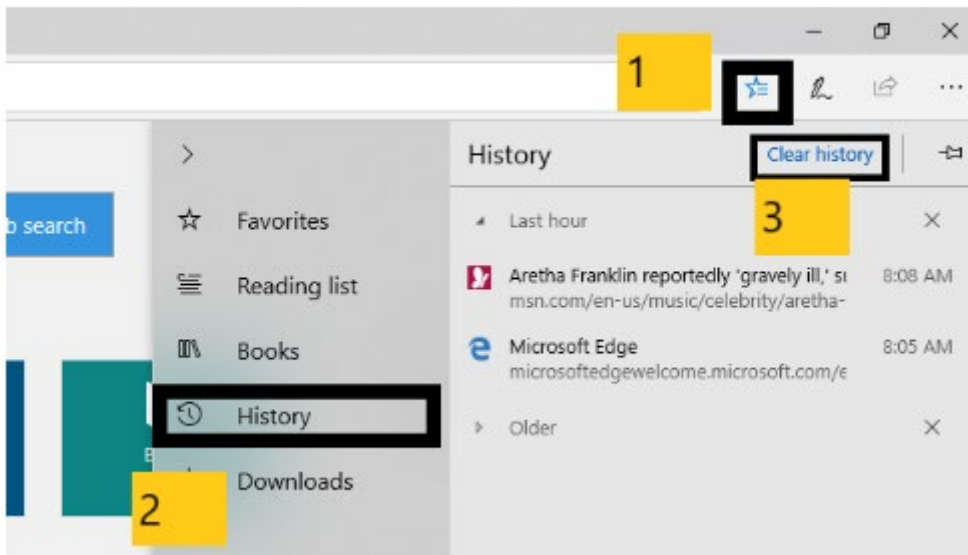 1
b search
Favorites
Reading list
Books
History
Downloads
2
History
Clear history
3
Last hour
Aretha Franklin reportedly 'gravely ill,'
8:08 AM
msn.com/en-us/music/celebrity/aretha-
Microsoft Edge
8:05 AM
microsoftedgewelcome.microsoft.com/e
Older